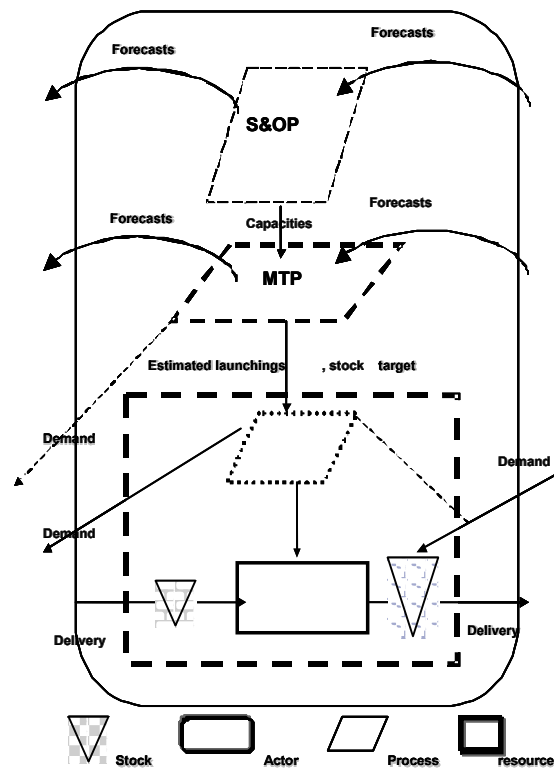 Forecasts
Forecasts
S&OP
Forecasts
Capacities
Forecasts
MTP
Estimated launchings , stock target
Demand
Demand
Demand
Delivery
Delivery
Stock
Actor
Process
resource